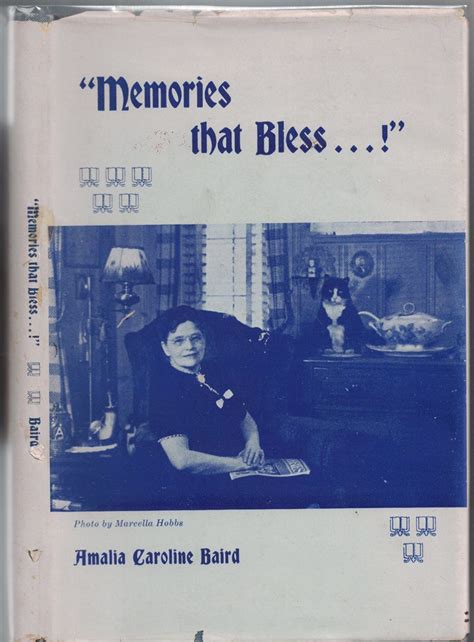 "Memories
that Bless...!"
Photo by Marcella Hobbs
Amalia Caroline Baird
"Memories that Bless...!"
Baird